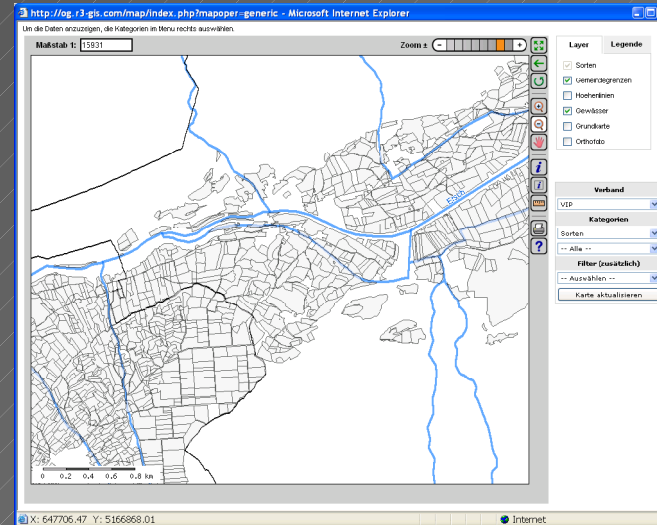 http://og.r3-gis.com/map/index.php?mapoper=generic - Microsoft Internet Explorer
Um die Daten anzuzeigen, die Kategorien im Menu rechts auswählen.
Maßstab 1: 15931
Zoom ±
Layer Legende
Sorten
Gemeindegrenzen
Hoehenlinien
Gewässer
Grundkarte
Orthofoto
Etsch
Verband
VIP
Kategorien
Sorten
-- Alle --
Filter (zusätzlich)
-- Auswählen --
Karte aktualisieren
0 0.2 0.4 0.6 0.8 km
X: 647706.47 Y: 5166868.01
Internet